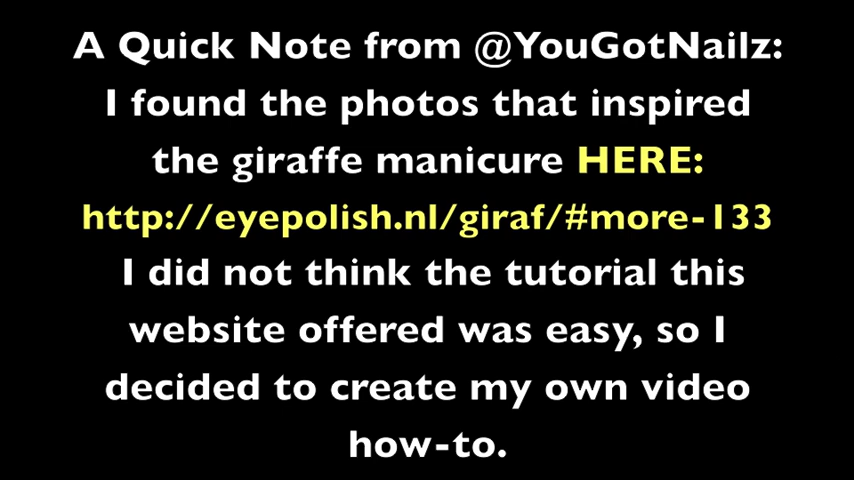 A Quick Note from @YouGotNailz:
I found the photos that inspired
the giraffe manicure HERE:
http://eyepolish.nl/giraf/#more-133
I did not think the tutorial this
website offered was easy, so I
decided to create my own video
how-to.